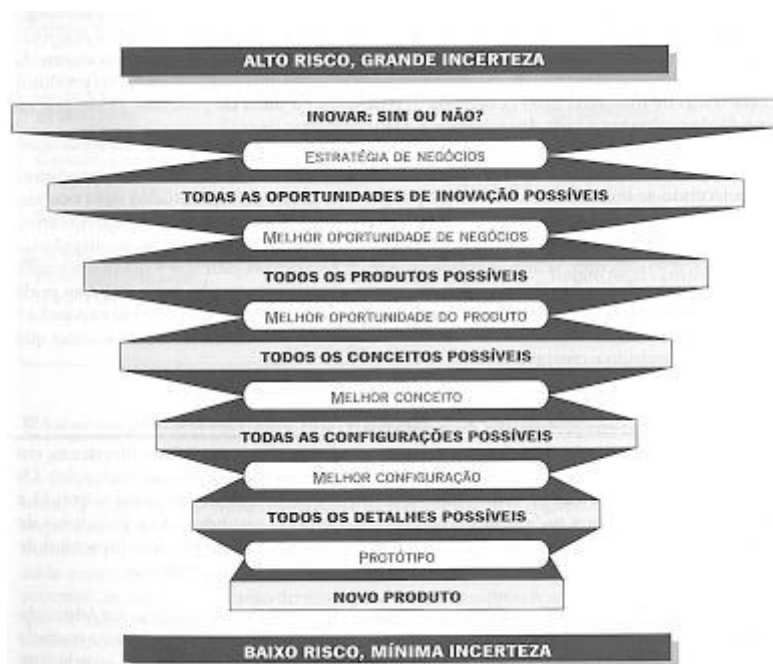 ALTO RISCO, GRANDE INCERTEZA
INOVAR: SIM OU NÃO?
ESTRATÉGIA DE NEGÓCIOS
TODAS AS OPORTUNIDADES DE INOVAÇÃO POSSÍVEIS
MELHOR OPORTUNIDADE DE NEGÓCIOS
TODOS OS PRODUTOS POSSÍVEIS
MELHOR OPORTUNIDADE DO PRODUTO
TODOS OS CONCEITOS POSSÍVEIS
MELHOR CONCEITO
TODAS AS CONFIGURAÇÕES POSSÍVEIS
MELHOR CONFIGURAÇÃO
TODOS OS DETALHES POSSÍVEIS
PROTÓTIPO
NOVO PRODUTO
BAIXO RISCO, MÍNIMA INCERTEZA